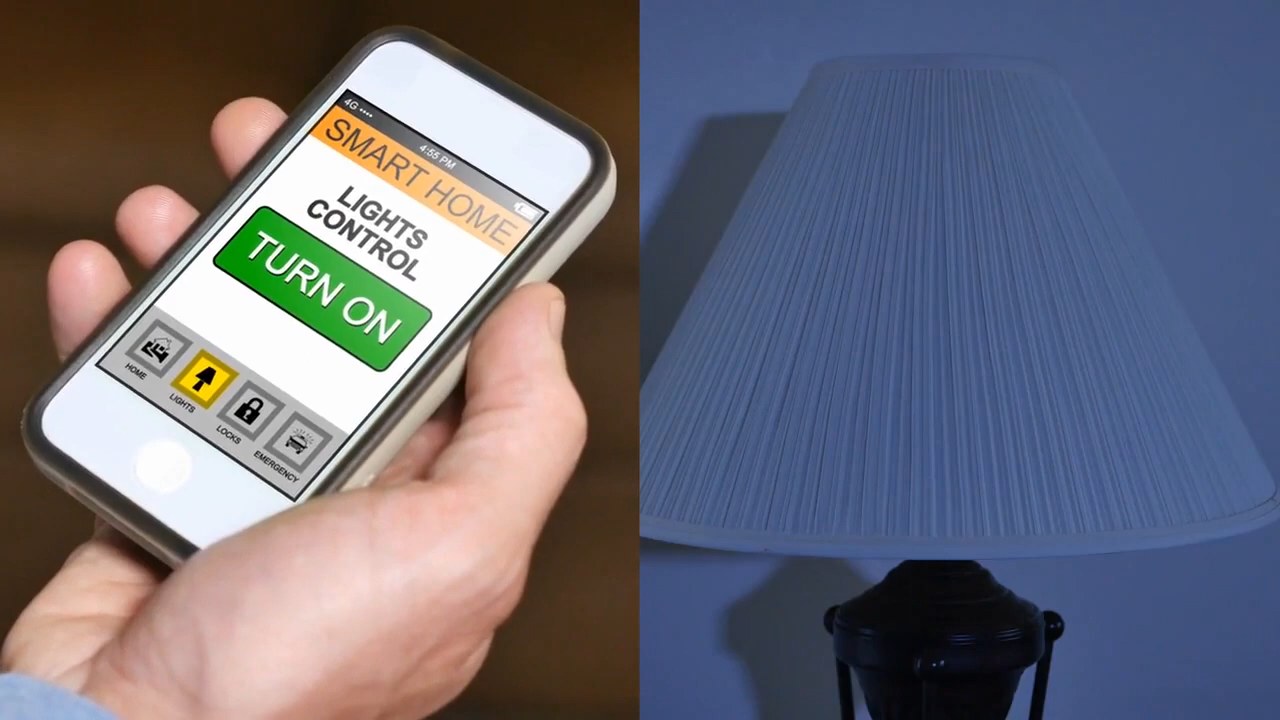 4G
4:55 PM
SMART HOME
LIGHTS
CONTROL
TURN ON
HOME
LIGHTS
LOCKS
EMERGENCY